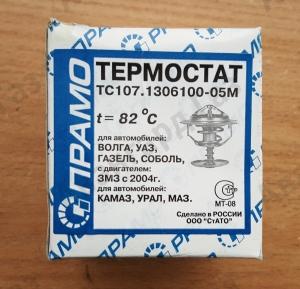 ПРАМО
ТЕРМОСТАТ
ТС107.1306100-05М
t = 82 °C
для автомобилей:
ВОЛГА, УАЗ,
ГАЗЕЛЬ, СОБОЛЬ,
с двигателем:
ЗМЗ с 2004г.
для автомобилей:
КАМАЗ, УРАЛ, МАЗ.
МТ-08
Сделано в РОССИИ
ООО "СтАТО"